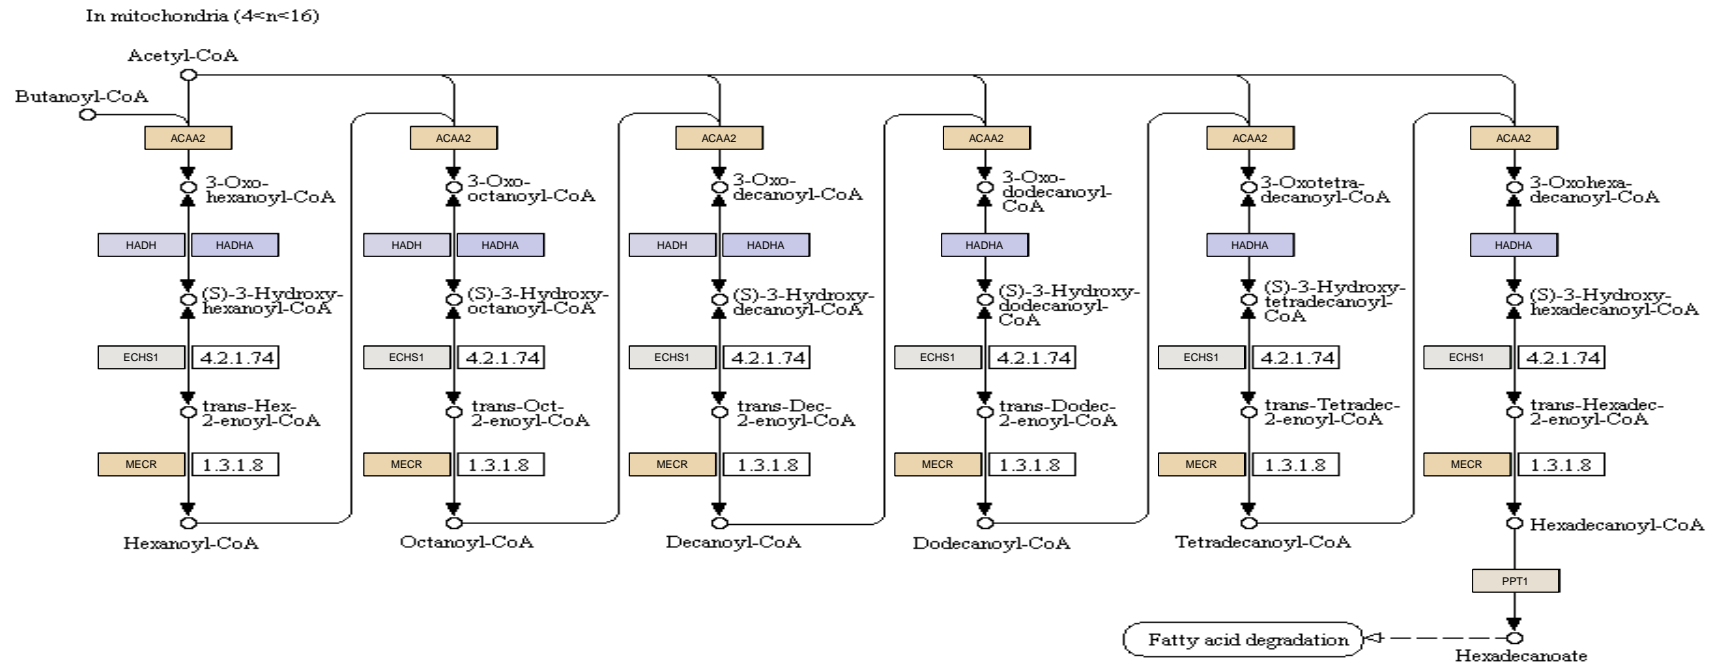 In mitochondria (4<n<16)
Acetyl-CoA
Butanoyl-CoA
ACAA2 ACAA2 ACAA2 ACAA2 ACAA2 ACAA2
3-Oxo-
hexanoyl-CoA
3-Oxo-
octanoyl-CoA
3-Oxo-
decanoyl-CoA
3-Oxo-
dodecanoyl-
CoA
3-Oxotetra-
decanoyl-CoA
3-Oxohexa-
decanoyl-CoA
HADH HADHA HADH HADHA HADH HADHA HADHA HADHA HADHA
(S)-3-Hydroxy-
hexanoyl-CoA
(S)-3-Hydroxy-
octanoyl-CoA
(S)-3-Hydroxy-
decanoyl-CoA
(S)-3-Hydroxy-
dodecanoyl-
CoA
(S)-3-Hydroxy-
tetradecanoyl-
CoA
(S)-3-Hydroxy-
hexadecanoyl-CoA
ECHS1 4.2.1.74 ECHS1 4.2.1.74 ECHS1 4.2.1.74 ECHS1 4.2.1.74 ECHS1 4.2.1.74 ECHS1 4.2.1.74
trans-Hex-
2-enoyl-CoA
trans-Oct-
2-enoyl-CoA
trans-Dec-
2-enoyl-CoA
trans-Dodec-
2-enoyl-CoA
trans-Tetradec-
2-enoyl-CoA
trans-Hexadec-
2-enoyl-CoA
MECR 1.3.1.8 MECR 1.3.1.8 MECR 1.3.1.8 MECR 1.3.1.8 MECR 1.3.1.8 MECR 1.3.1.8
Hexanoyl-CoA Octanoyl-CoA Decanoyl-CoA Dodecanoyl-CoA Tetradecanoyl-CoA Hexadecanoyl-CoA
PPT1
Fatty acid degradation
Hexadecanoate